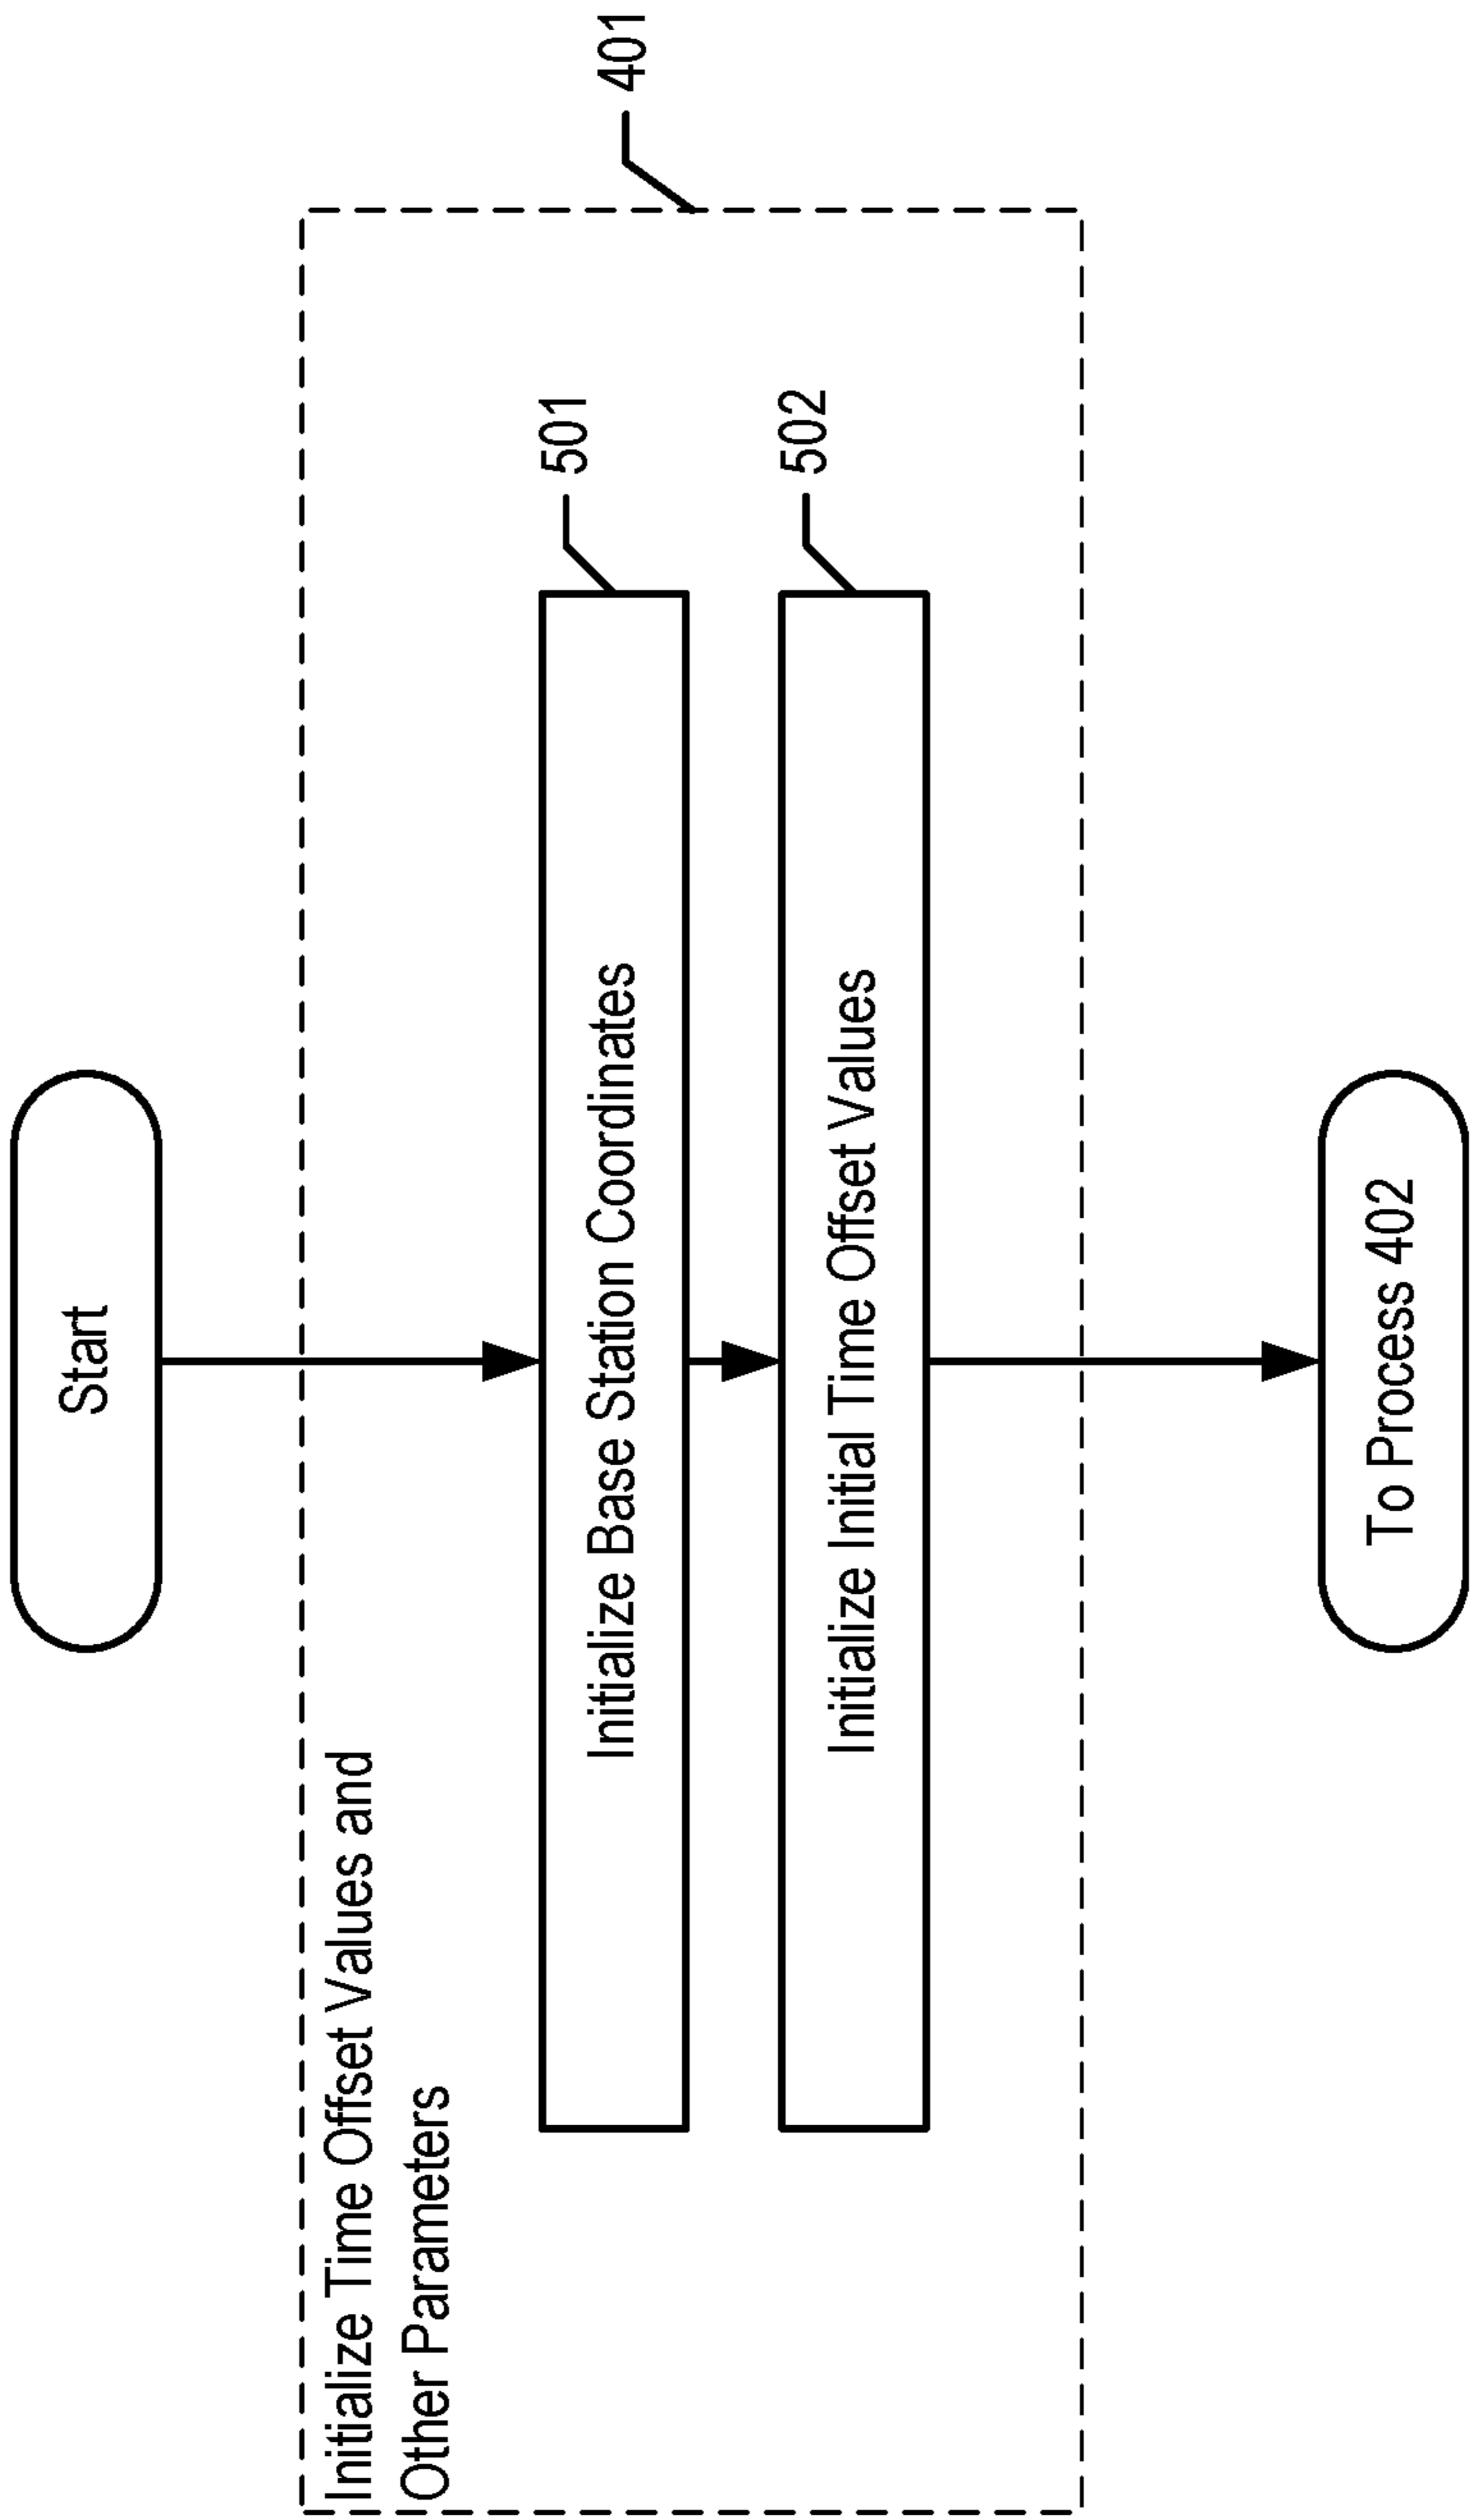 Start
Initialize Time Offset Values and
Other Parameters
401
Initialize Base Station Coordinates
501
Initialize Initial Time Offset Values
502
To Process 402